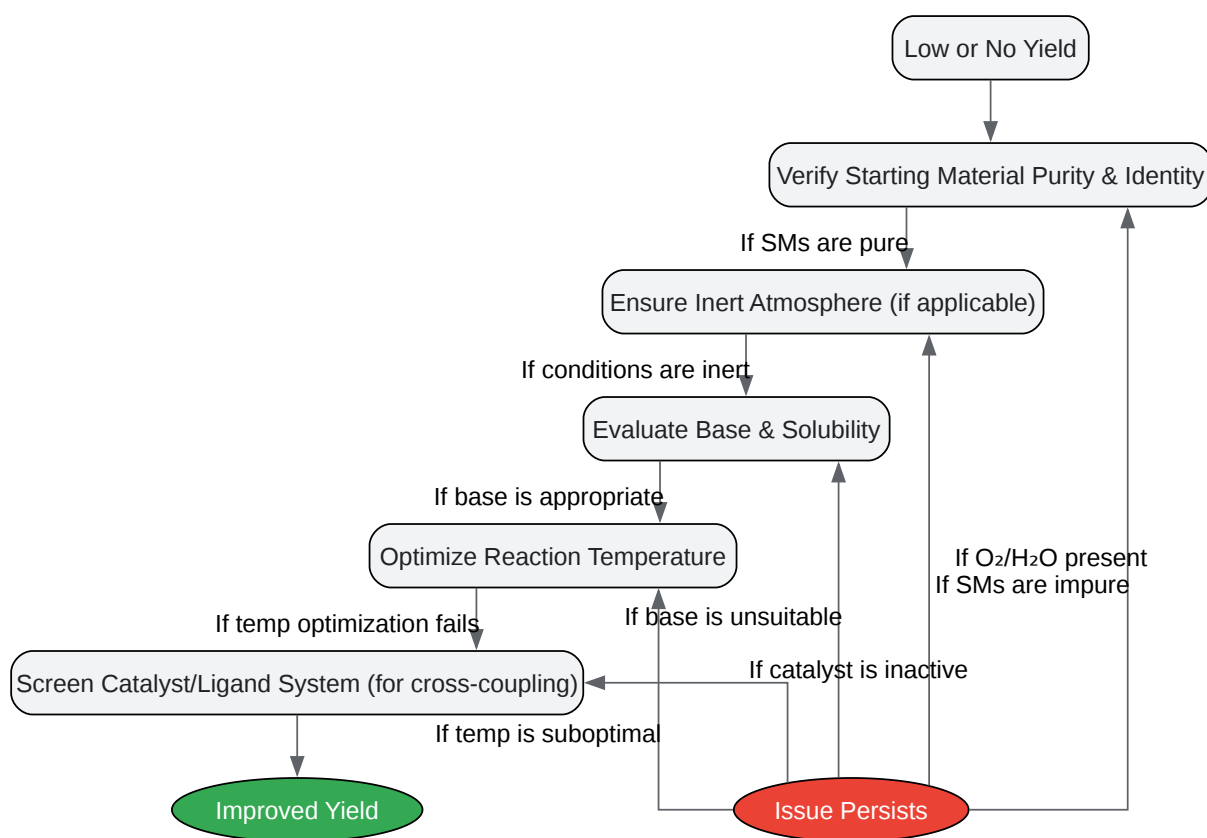 Low or No Yield
Verify Starting Material Purity & Identity
If SMs are pure
Ensure Inert Atmosphere (if applicable)
If conditions are inert
Evaluate Base & Solubility
If base is appropriate
Optimize Reaction Temperature
If O₂/H₂O present
If SMs are impure
If temp optimization fails
If base is unsuitable
If catalyst is inactive
Screen Catalyst/Ligand System (for cross-coupling)
If temp is suboptimal
Improved Yield
Issue Persists